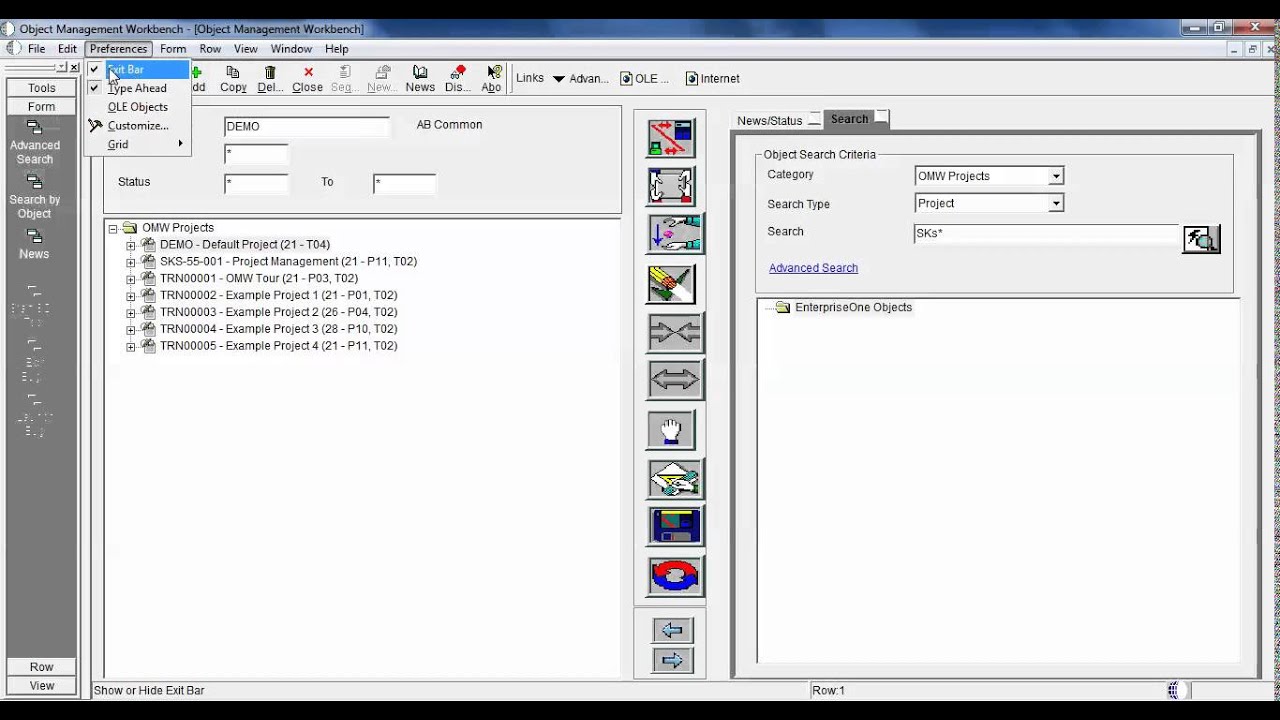 Object Management Workbench - [Object Management Workbench]
File Edit Preferences Form Row View Window Help
Exit Bar
Type Ahead
OLE Objects
Customize...
Grid
Copy Del... Close Seq... New... News Dis... Abo Links Advan... OLE ... Internet
Tools
Form
Advanced
Search
Search by
Object
News
Row
View
DEMO AB Common
*
Status * To *
OMW Projects
DEMO - Default Project (21 - T04)
SKS-55-001 - Project Management (21 - P11, T02)
TRN00001 - OMW Tour (21 - P03, T02)
TRN00002 - Example Project 1 (21 - P01, T02)
TRN00003 - Example Project 2 (26 - P04, T02)
TRN00004 - Example Project 3 (28 - P10, T02)
TRN00005 - Example Project 4 (21 - P11, T02)
News/Status Search
Object Search Criteria
Category OMW Projects
Search Type Project
Search SKs*
Advanced Search
EnterpriseOne Objects
Show or Hide Exit Bar Row:1